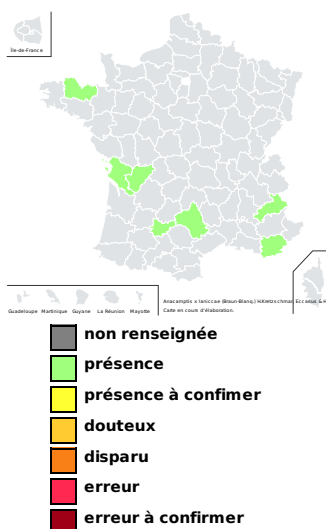 Île-de-France
Guadeloupe Martinique Guyane La Réunion Mayotte
Anacamptis x laniccae (Braun-Blanq.) H.Kretzschmar, Eccarius & H
Carte en cours d'élaboration.
non renseignée
présence
présence à confimer
douteux
disparu
erreur
erreur à confirmer